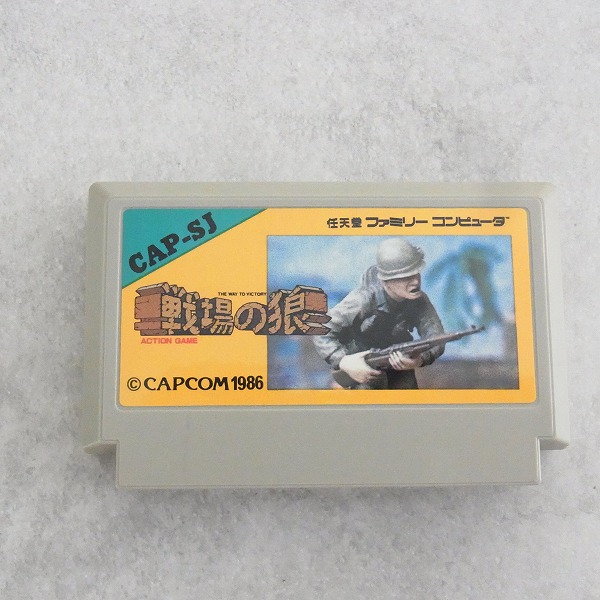 CAP-SJ
任天堂 ファミリー コンピュータ
THE WAY TO VICTORY
戦場の狼
ACTION GAME
© CAPCOM 1986